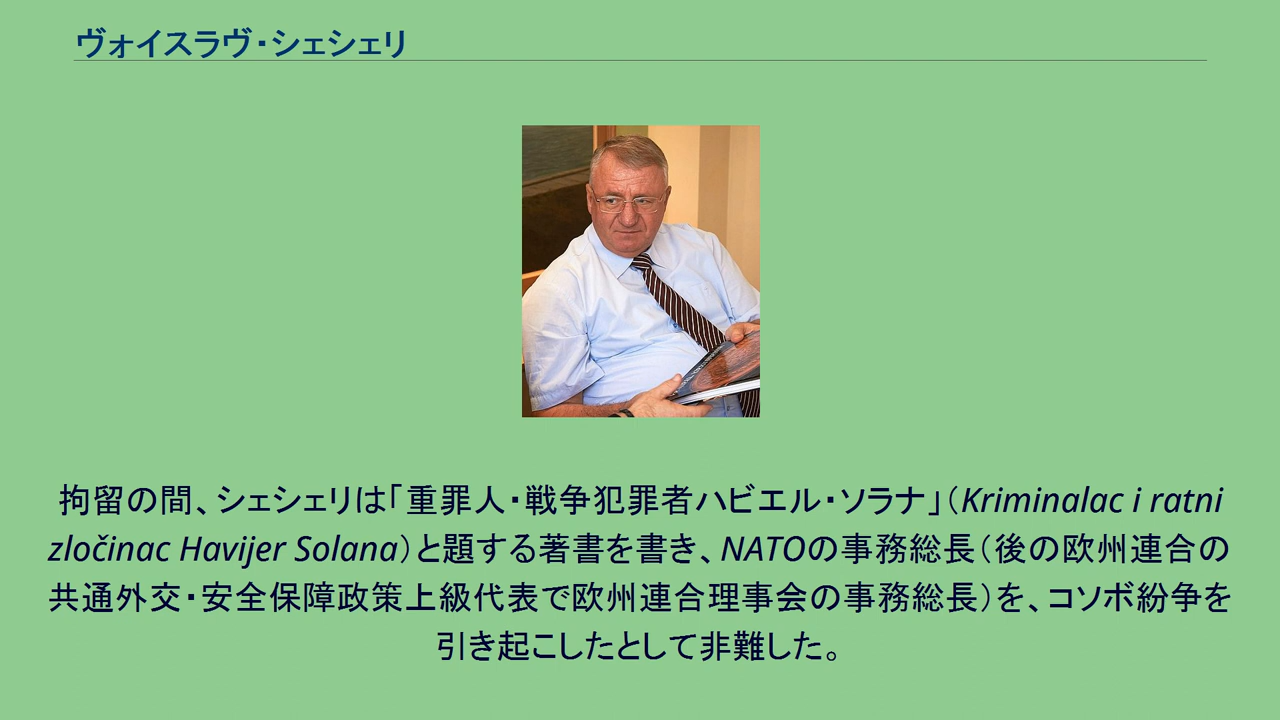 ヴォイスラヴ・シェシェリ
拘留の間、シェシェリは「重罪人・戦争犯罪者ハビエル・ソラナ」（Kriminalac i ratni
zločinac Havijer Solana）と題する著書を書き、NATOの事務総長（後の欧州連合の
共通外交・安全保障政策上級代表で欧州連合理事会の事務総長）を、コソボ紛争を
引き起こしたとして非難した。